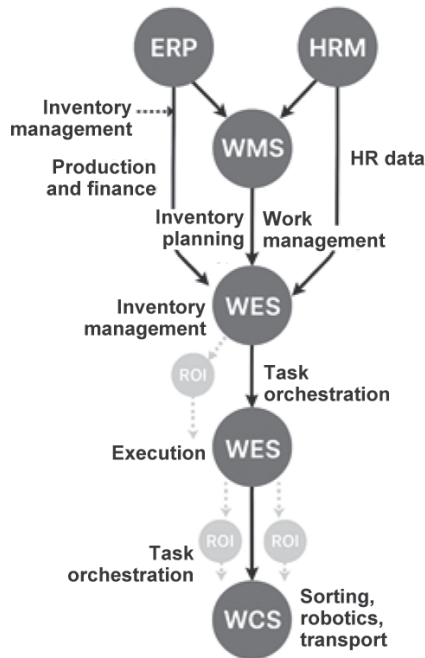 ERP
HRM
Inventory
management
WMS
HR data
Production
and finance
Inventory
planning
Work
management
WES
Inventory
management
ROI
Task
orchestration
Execution
WES
ROI
ROI
Task
orchestration
WCS
Sorting,
robotics,
transport